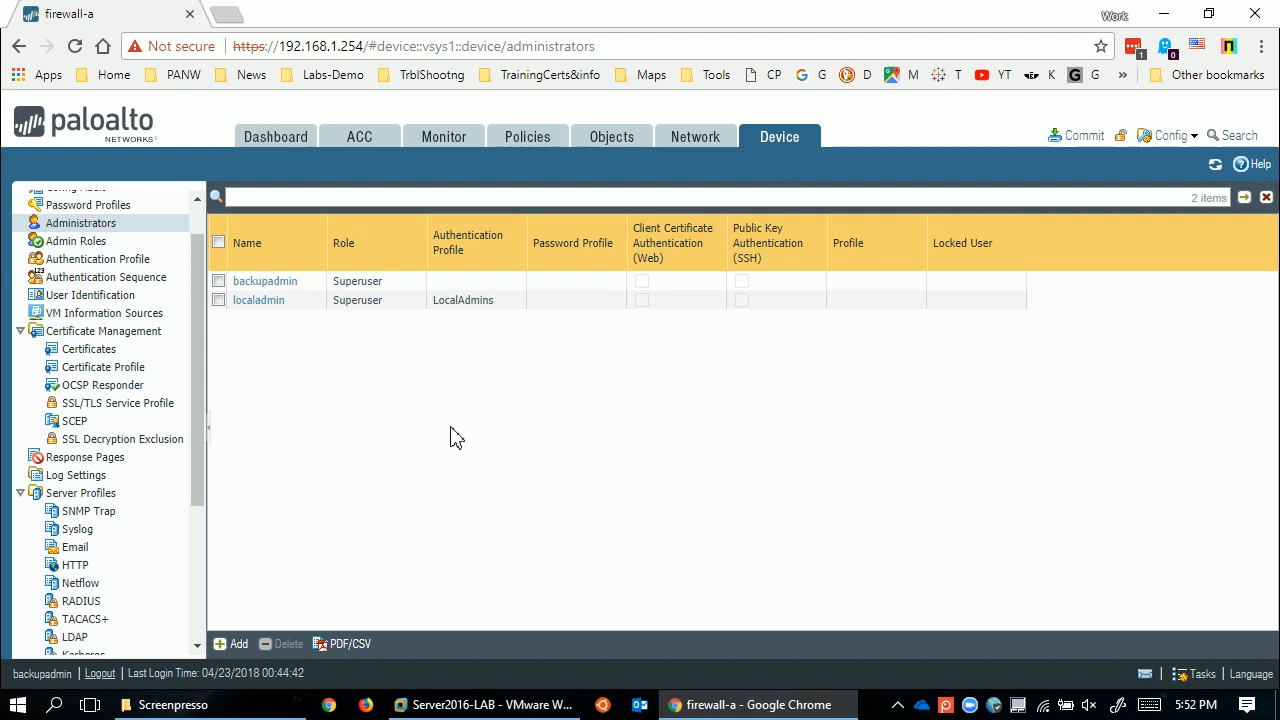 firewall-a
Work
Not secure https://192.168.1.254/#device::vsys1::device/administrators
1
0
Apps Home PANW News Labs-Demo TrblShootng TrainingCerts&info Maps Tools CP G D M T YT K G » Other bookmarks
paloalto
NETWORKS
Dashboard ACC Monitor Policies Objects Network Device
Commit Config Search
Help
Config Audit
Password Profiles
Administrators
Admin Roles
Authentication Profile
Authentication Sequence
User Identification
VM Information Sources
Certificate Management
Certificates
Certificate Profile
OCSP Responder
SSL/TLS Service Profile
SCEP
SSL Decryption Exclusion
Response Pages
Log Settings
Server Profiles
SNMP Trap
Syslog
Email
HTTP
Netflow
RADIUS
TACACS+
LDAP
Kerberos
2 items
Name Role Authentication Profile Password Profile Client Certificate Authentication (Web) Public Key Authentication (SSH) Profile Locked User
backupadmin Superuser
localadmin Superuser LocalAdmins
Add Delete PDF/CSV
backupadmin | Logout | Last Login Time: 04/23/2018 00:44:42
Tasks | Language
Screenpresso Server2016-LAB - VMware W... firewall-a - Google Chrome 5:52 PM